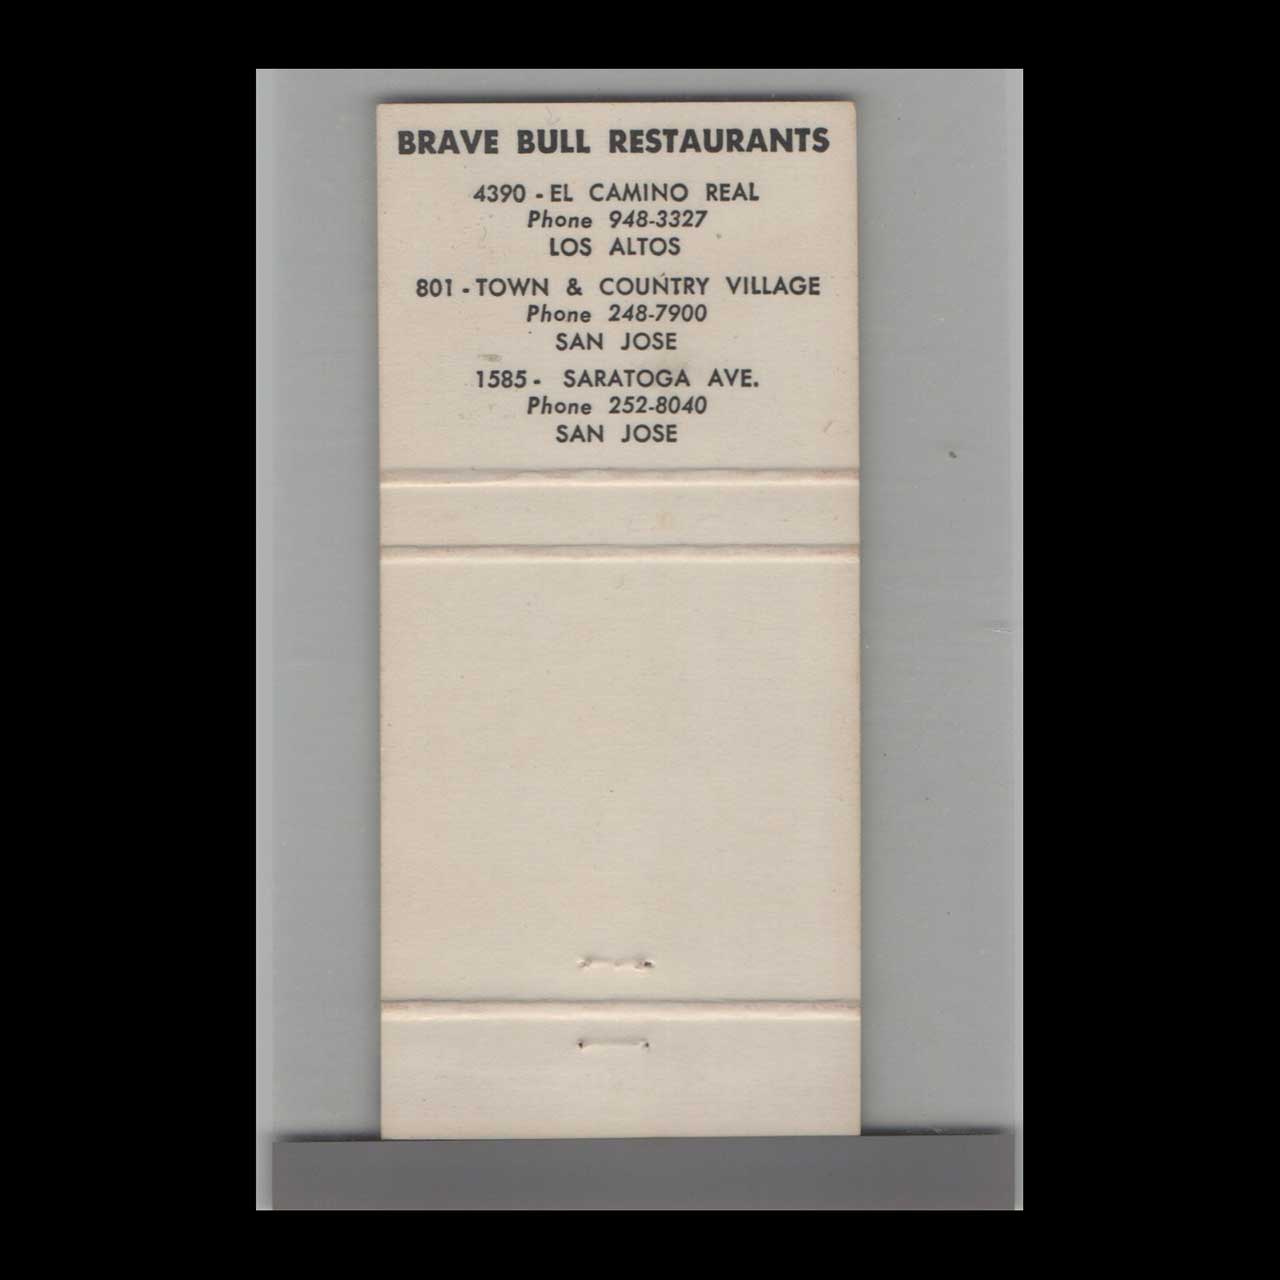 BRAVE BULL RESTAURANTS
4390 - EL CAMINO REAL
Phone 948-3327
LOS ALTOS
801 - TOWN & COUNTRY VILLAGE
Phone 248-7900
SAN JOSE
1585 - SARATOGA AVE.
Phone 252-8040
SAN JOSE